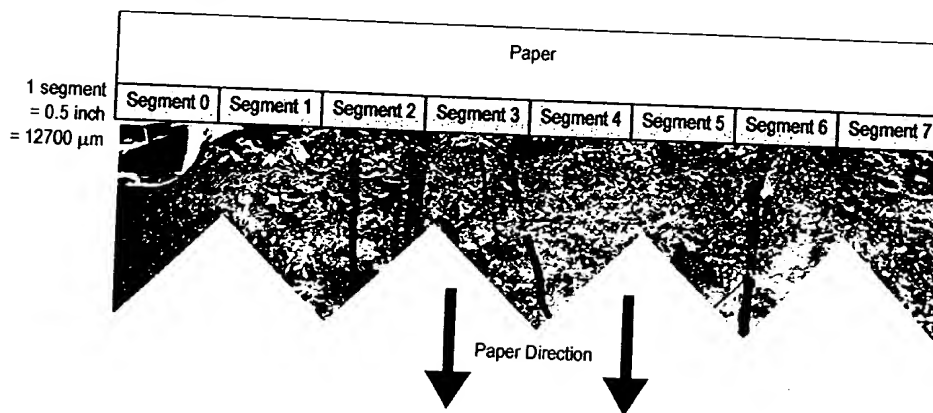 Paper
1 segment
= 0.5 inch
= 12700 µm
Segment 0 Segment 1 Segment 2 Segment 3 Segment 4 Segment 5 Segment 6 Segment 7
Paper Direction